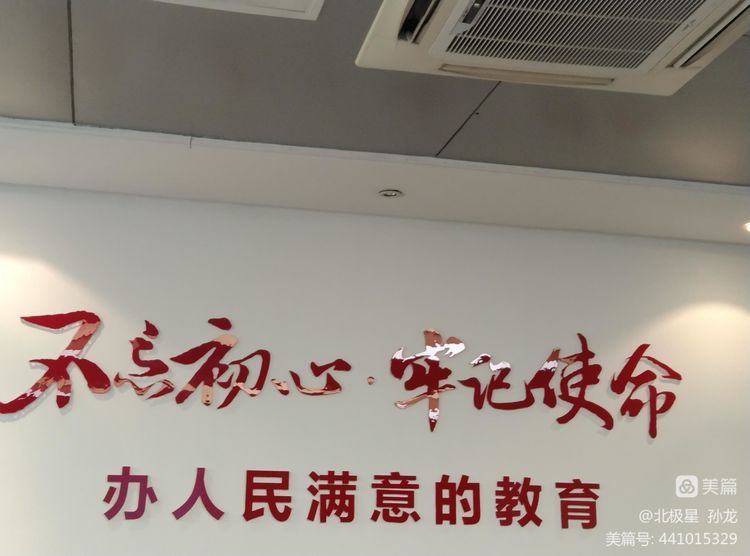 不忘初心·牢记使命
办人民满意的教育
美篇
@北极星 孙龙
美篇号: 441015329